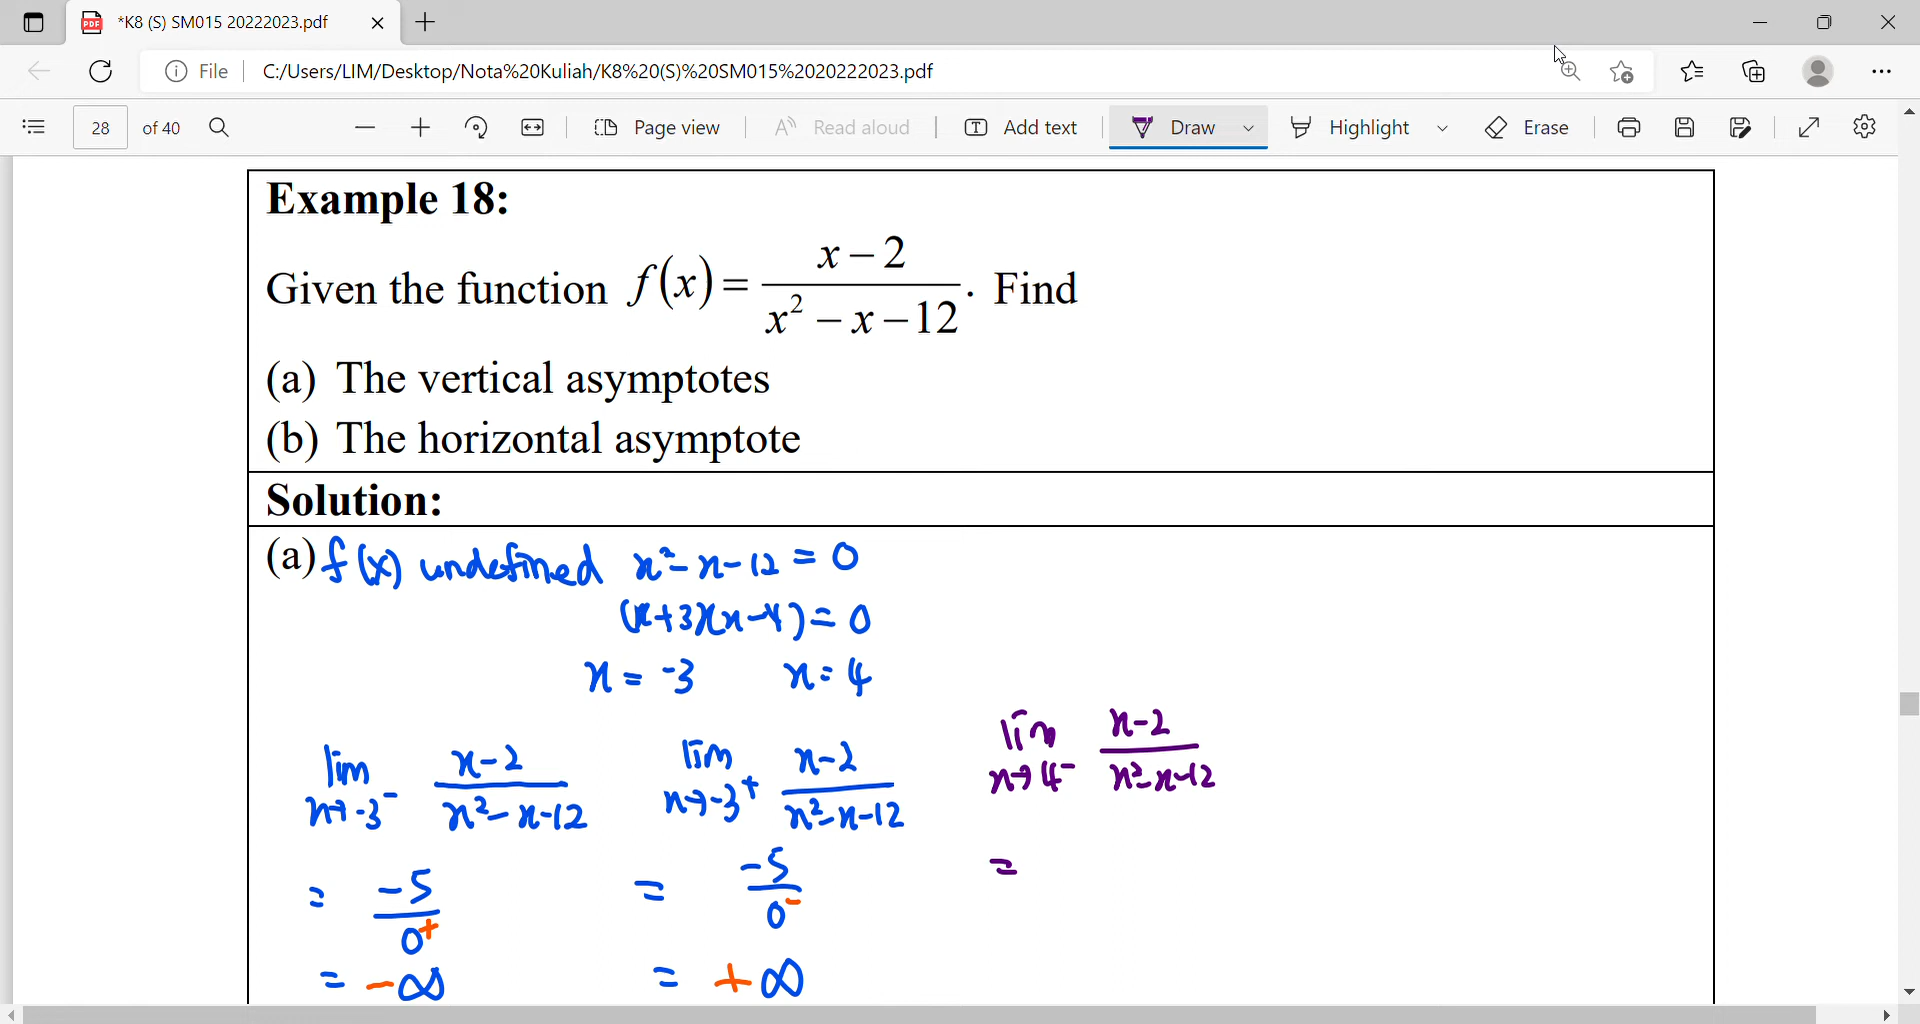 *K8 (S) SM015 20222023.pdf
File C:/Users/LIM/Desktop/Nota%20Kuliah/K8%20(S)%20SM015%2020222023.pdf
28 of 40 Page view Read aloud Add text Draw Highlight Erase
Example 18:
Given the function f(x) = (x − 2)/(x² − x − 12). Find
(a) The vertical asymptotes
(b) The horizontal asymptote
Solution:
(a) f(x) undefined x² - x - 12 = 0
(x+3)(x-4) = 0
x = -3 x = 4
lim x→-3⁻ (x-2)/(x²-x-12) lim x→-3⁺ (x-2)/(x²-x-12) lim x→4⁻ (x-2)/(x²-x-12)
= -5/0⁺ = -5/0⁻ =
= -∞ = +∞